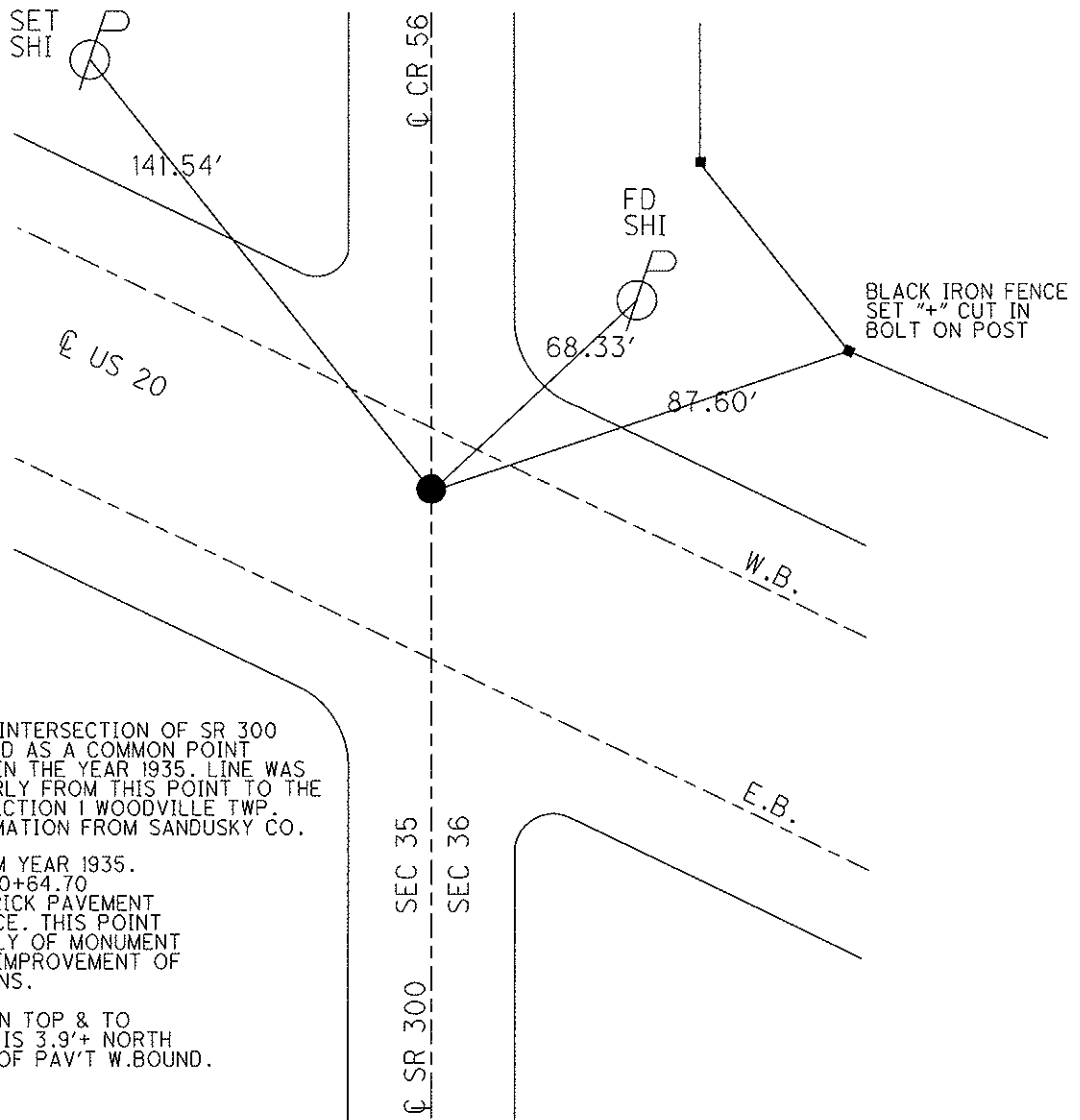 SET
SHI
℄ CR 56
141.54'
FD
SHI
BLACK IRON FENCE
SET "+" CUT IN
BOLT ON POST
68.33'
℄ US 20
87.60'
W.B.
E.B.
INTERSECTION OF SR 300
D AS A COMMON POINT
EN THE YEAR 1935. LINE WAS
RLY FROM THIS POINT TO THE
ECTION 1 WOODVILLE TWP.
MATION FROM SANDUSKY CO.
M YEAR 1935.
0+64.70
RICK PAVEMENT
CE. THIS POINT
LY OF MONUMENT
IMPROVEMENT OF
NS.
N TOP & TO
IS 3.9'+ NORTH
OF PAV'T W.BOUND.
SEC 35
SEC 36
℄ SR 300